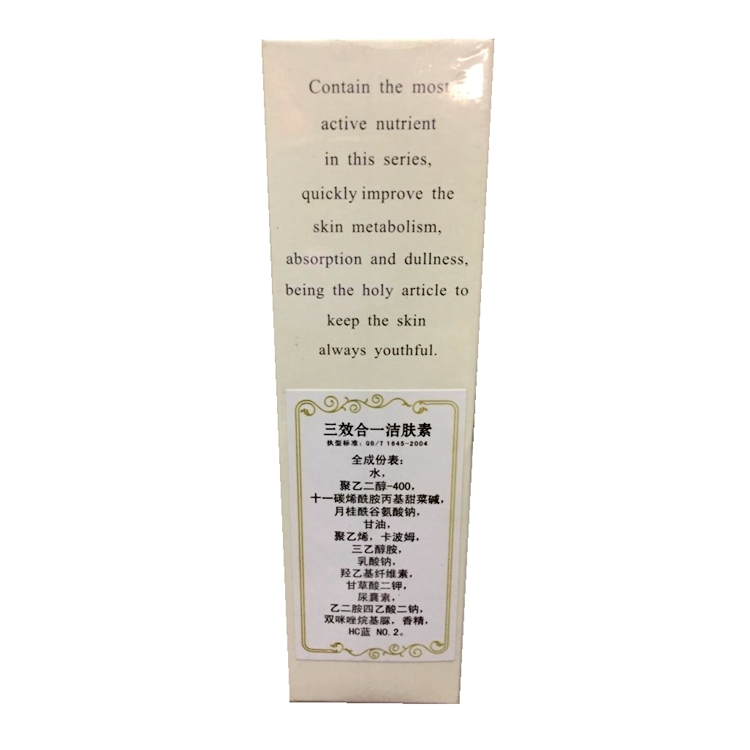 Contain the most
active nutrient
in this series,
quickly improve the
skin metabolism,
absorption and dullness,
being the holy article to
keep the skin
always youthful.
三效合一洁肤素
执型标准：QB/T 1645-2004
全成份表：
水，
聚乙二醇-400，
十一碳烯酰胺丙基甜菜碱，
月桂酰谷氨酸钠，
甘油，
聚乙烯，卡波姆，
三乙醇胺，
乳酸钠，
羟乙基纤维素，
甘草酸二钾，
尿囊素，
乙二胺四乙酸二钠，
双咪唑烷基脲，香精，
HC蓝 NO.2。